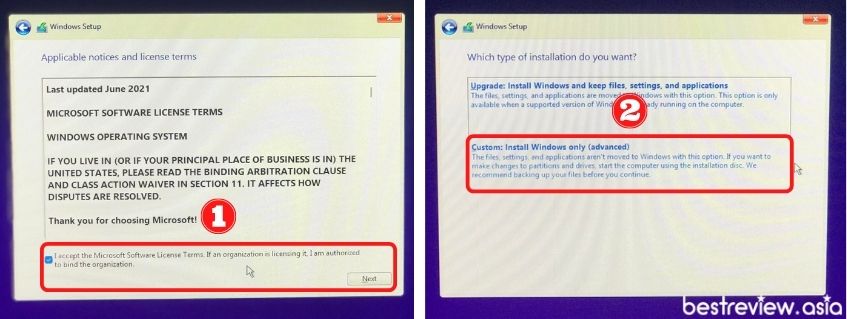 Windows Setup
Applicable notices and license terms
Last updated June 2021
MICROSOFT SOFTWARE LICENSE TERMS
WINDOWS OPERATING SYSTEM
IF YOU LIVE IN (OR IF YOUR PRINCIPAL PLACE OF BUSINESS IS IN) THE
UNITED STATES, PLEASE READ THE BINDING ARBITRATION CLAUSE
AND CLASS ACTION WAIVER IN SECTION 11. IT AFFECTS HOW
DISPUTES ARE RESOLVED.
Thank you for choosing Microsoft!
1
I accept the Microsoft Software License Terms. If an organization is licensing it, I am authorized
to bind the organization.
Next
Windows Setup
Which type of installation do you want?
Upgrade: Install Windows and keep files, settings, and applications
The files, settings, and applications are moved to Windows with this option. This option is only
available when a supported version of ady running on the computer.
2
Custom: Install Windows only (advanced)
The files, settings, and applications aren't moved to Windows with this option. If you want to
make changes to partitions and drives, start the computer using the installation disc. We
recommend backing up your files before you continue.
bestreview.asia